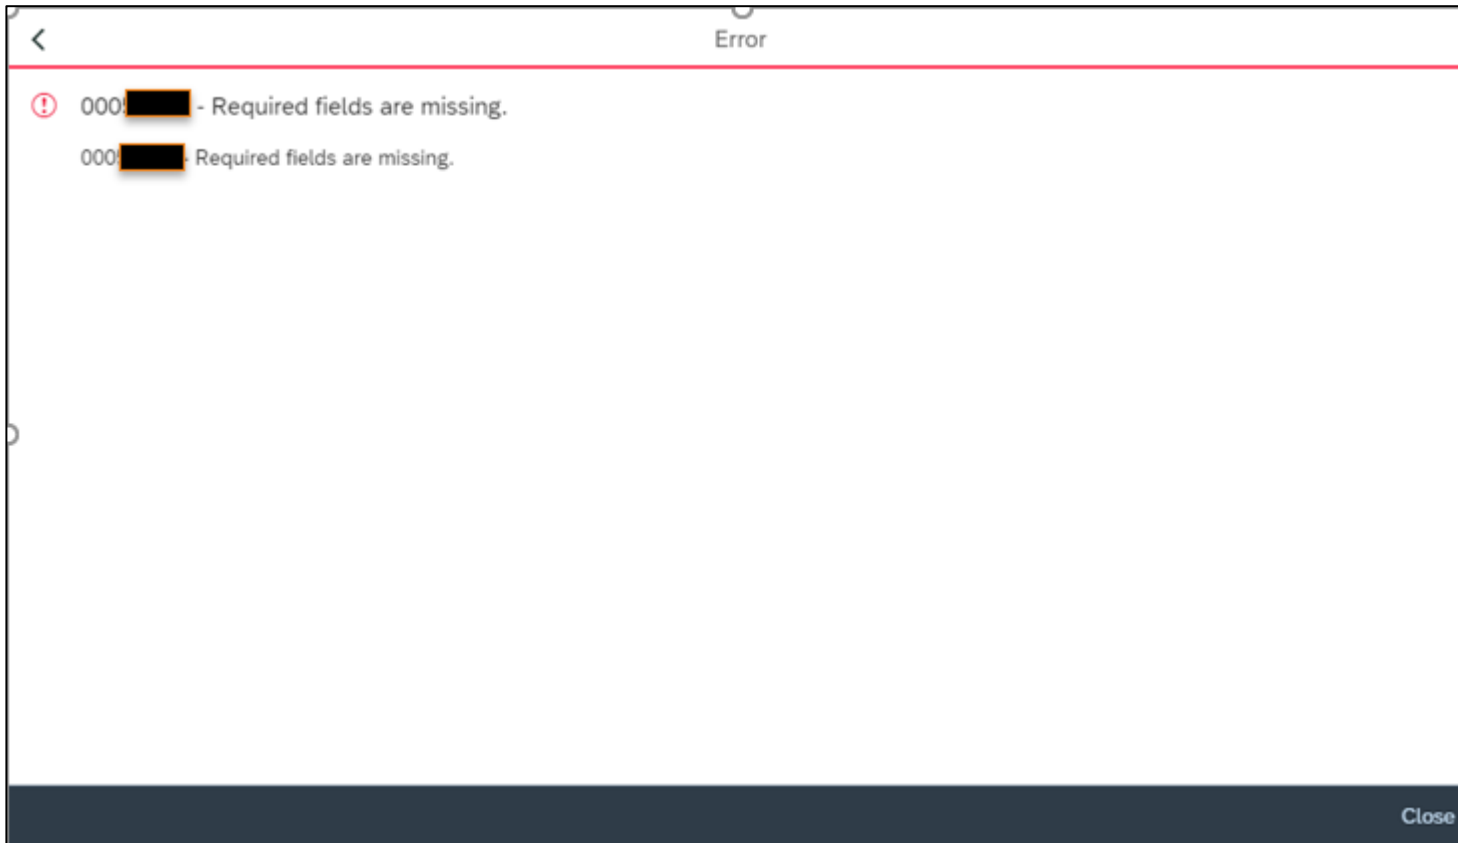 Error
000 - Required fields are missing.
000 - Required fields are missing.
Close